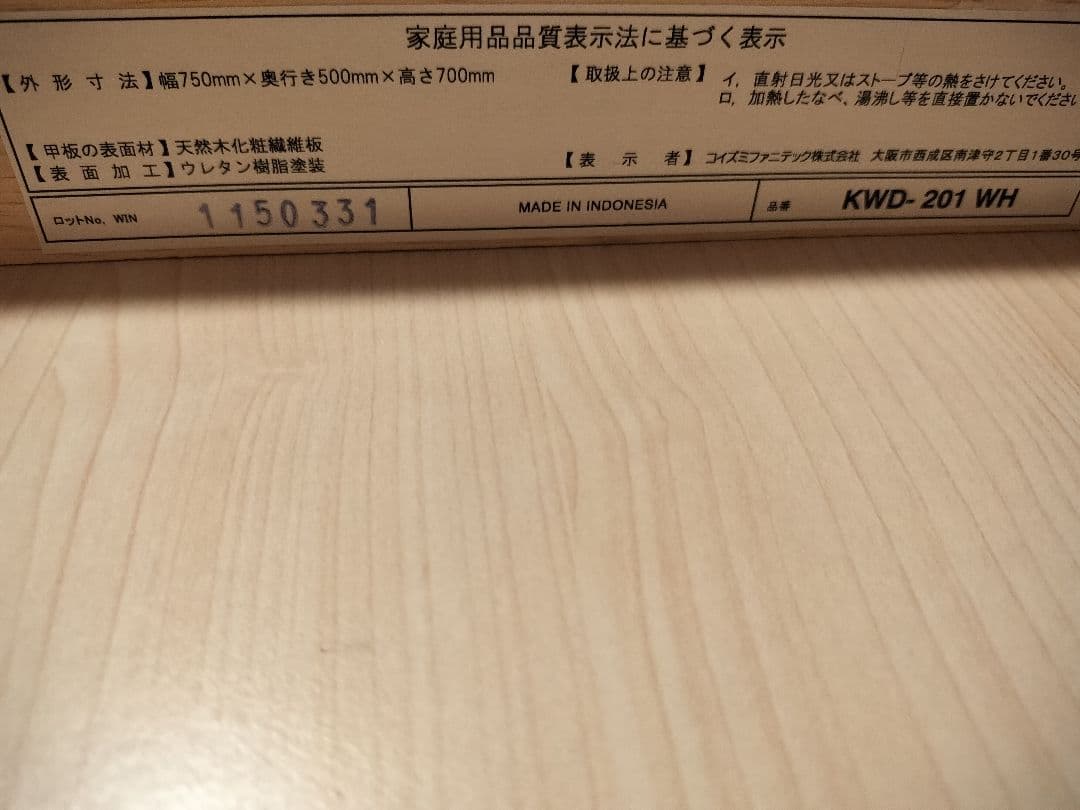 家庭用品品質表示法に基づく表示
【外形寸法】幅750mm×奥行き500mm×高さ700mm
【取扱上の注意】イ，直射日光又はストーブ等の熱をさけてください。
ロ，加熱したなべ、湯沸し等を直接置かないでください
【甲板の表面材】天然木化粧繊維板
【表面加工】ウレタン樹脂塗装
【表示者】コイズミファニテック株式会社 大阪市西成区南津守2丁目1番30号
ロットNo、WIN 1150331
MADE IN INDONESIA
品番 KWD-201 WH